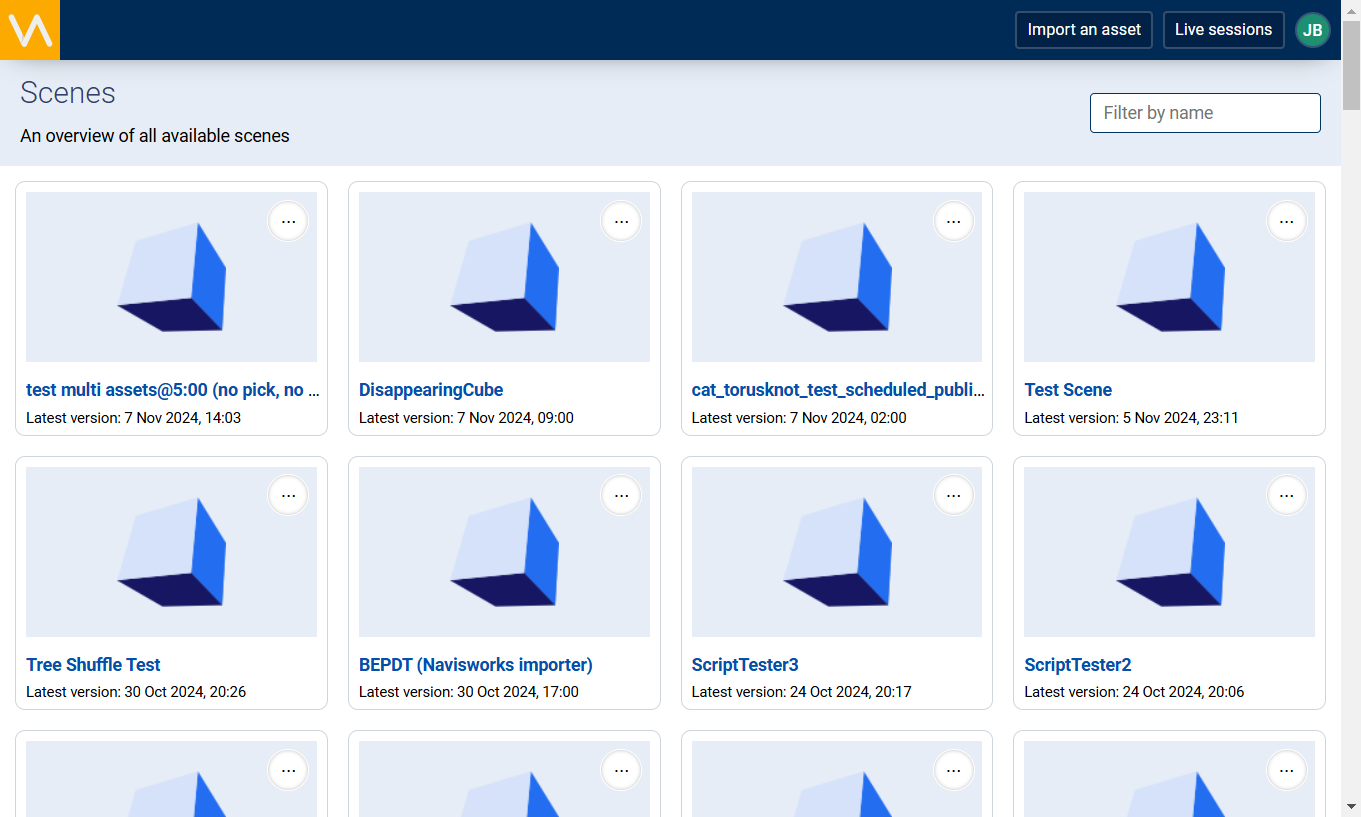 Import an asset
Live sessions
JB
Scenes
An overview of all available scenes
Filter by name
...
...
...
...
test multi assets@5:00 (no pick, no ...
DisappearingCube
cat_torusknot_test_scheduled_publi...
Test Scene
Latest version: 7 Nov 2024, 14:03
Latest version: 7 Nov 2024, 09:00
Latest version: 7 Nov 2024, 02:00
Latest version: 5 Nov 2024, 23:11
...
...
...
...
Tree Shuffle Test
BEPDT (Navisworks importer)
ScriptTester3
ScriptTester2
Latest version: 30 Oct 2024, 20:26
Latest version: 30 Oct 2024, 17:00
Latest version: 24 Oct 2024, 20:17
Latest version: 24 Oct 2024, 20:06
...
...
...
...